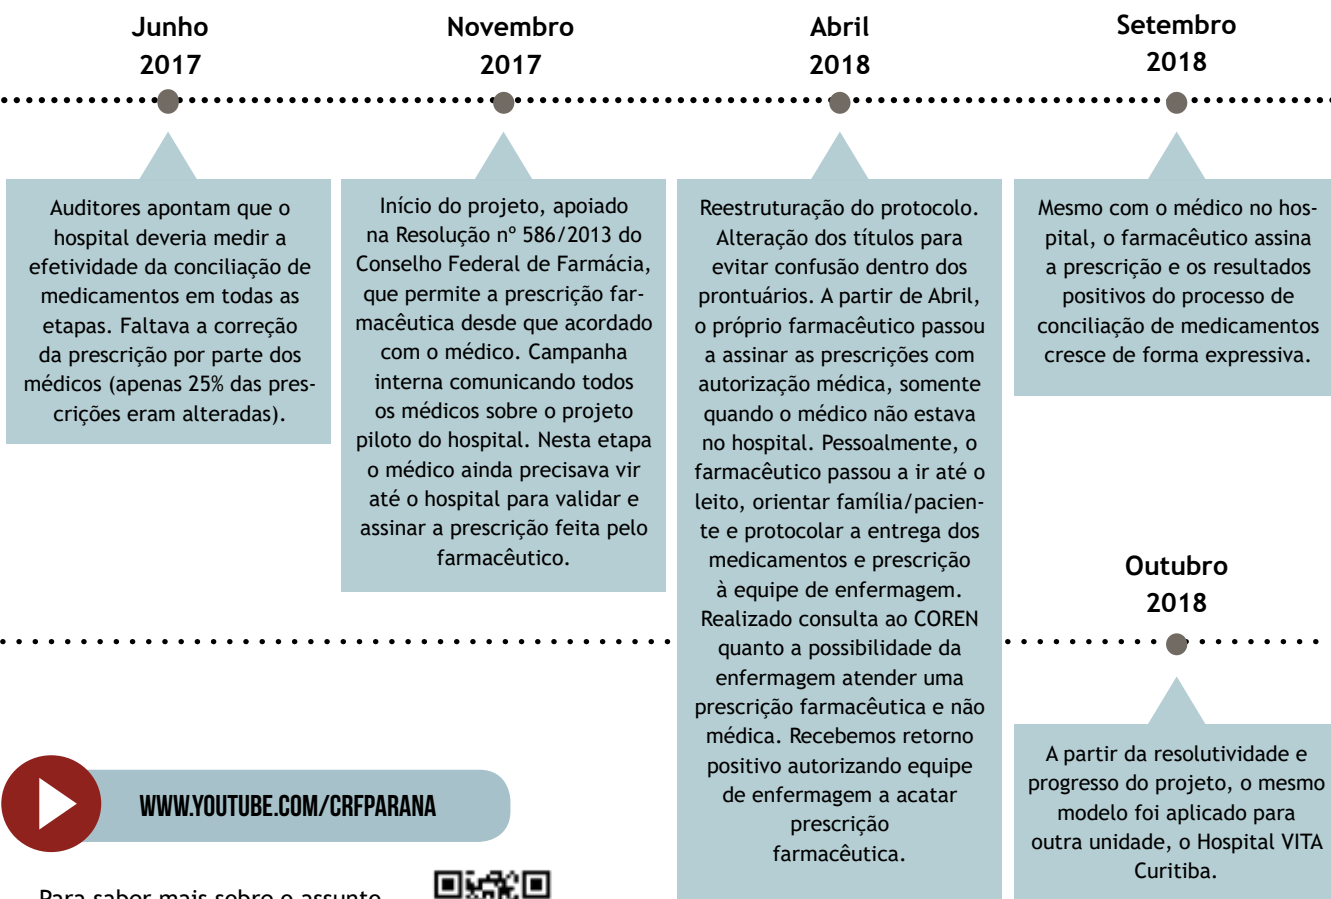 Junho
2017
Auditores apontam que o
hospital deveria medir a
efetividade da conciliação de
medicamentos em todas as
etapas. Faltava a correção
da prescrição por parte dos
médicos (apenas 25% das pres-
crições eram alteradas).
Novembro
2017
Início do projeto, apoiado
na Resolução nº 586/2013 do
Conselho Federal de Farmácia,
que permite a prescrição far-
macêutica desde que acordado
com o médico. Campanha
interna comunicando todos
os médicos sobre o projeto
piloto do hospital. Nesta etapa
o médico ainda precisava vir
até o hospital para validar e
assinar a prescrição feita pelo
farmacêutico.
Abril
2018
Reestruturação do protocolo.
Alteração dos títulos para
evitar confusão dentro dos
prontuários. A partir de Abril,
o próprio farmacêutico passou
a assinar as prescrições com
autorização médica, somente
quando o médico não estava
no hospital. Pessoalmente, o
farmacêutico passou a ir até o
leito, orientar família/pacien-
te e protocolar a entrega dos
medicamentos e prescrição
à equipe de enfermagem.
Realizado consulta ao COREN
quanto a possibilidade da
enfermagem atender uma
prescrição farmacêutica e não
médica. Recebemos retorno
positivo autorizando equipe
de enfermagem a acatar
prescrição
farmacêutica.
Setembro
2018
Mesmo com o médico no hos-
pital, o farmacêutico assina
a prescrição e os resultados
positivos do processo de
conciliação de medicamentos
cresce de forma expressiva.
Outubro
2018
A partir da resolutividade e
progresso do projeto, o mesmo
modelo foi aplicado para
outra unidade, o Hospital VITA
Curitiba.
WWW.YOUTUBE.COM/CRFPARANA
Para saber mais sobre o assunto